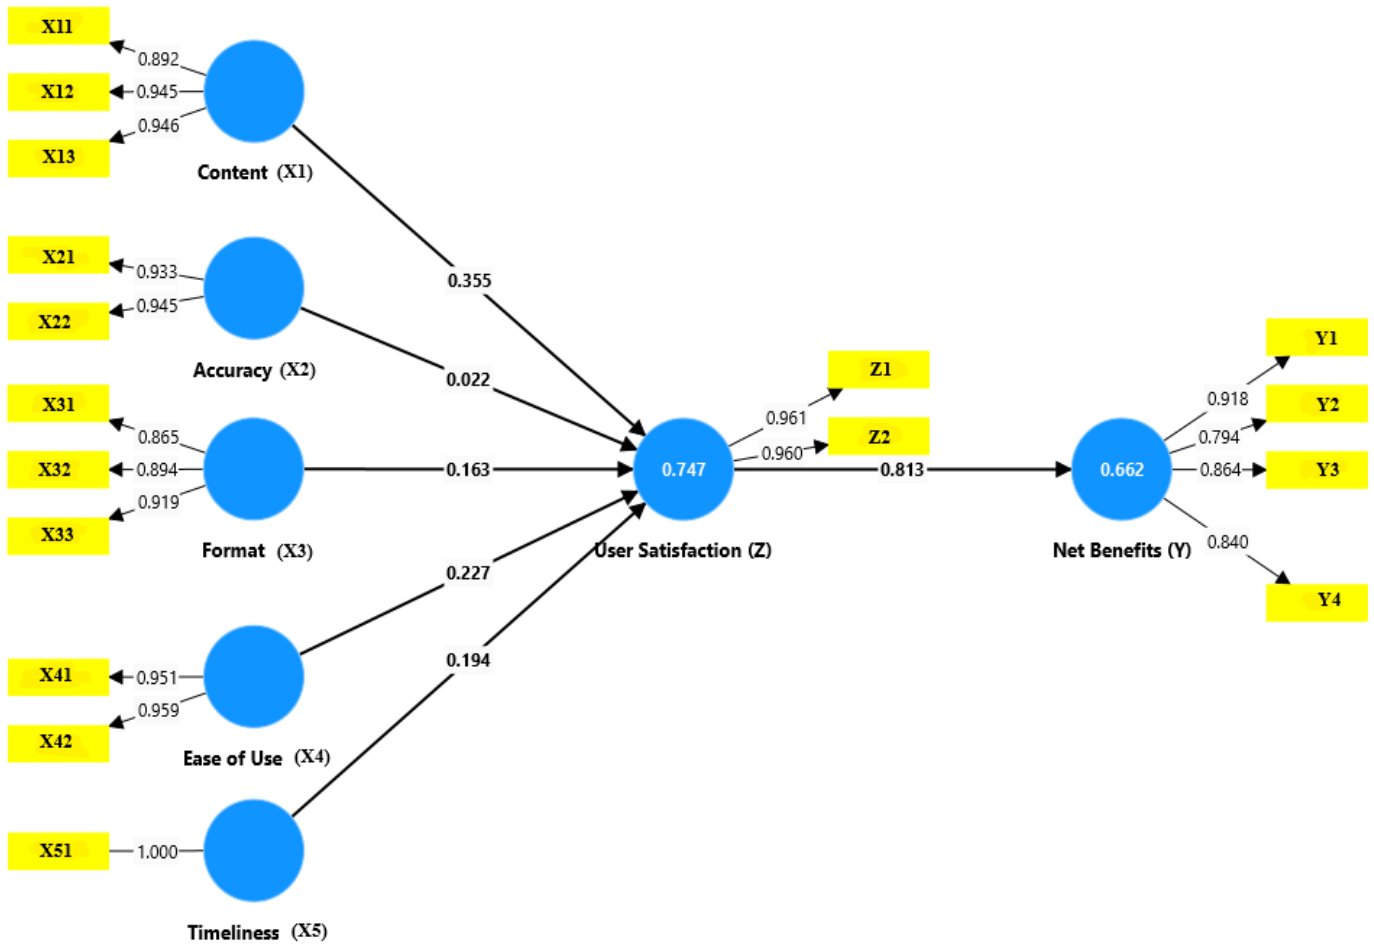 X11
0.892
X12
0.945
0.946
X13
Content (X1)
0.355
X21
0.933
0.945
X22
Accuracy (X2)
0.022
X31
0.865
X32
0.894
0.919
X33
Format (X3)
0.163
X41
0.951
0.959
X42
Ease of Use (X4)
0.227
X51
1.000
Timeliness (X5)
0.194
0.747
User Satisfaction (Z)
Z1
0.961
Z2
0.960
0.813
0.662
Net Benefits (Y)
Y1
0.918
Y2
0.794
0.864
Y3
0.840
Y4